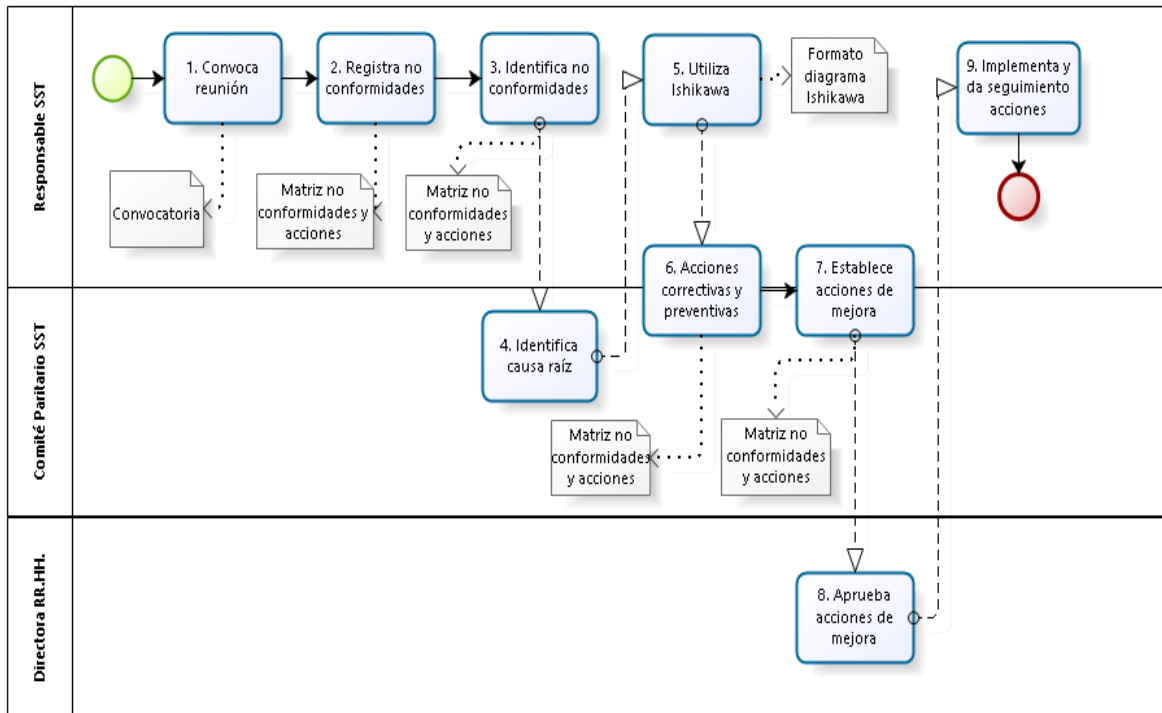 Responsable SST
1. Convoca
reunión
2. Registra no
conformidades
3. Identifica no
conformidades
5. Utiliza
Ishikawa
Formato
diagrama
Ishikawa
9. Implementa y
da seguimiento
acciones
Convocatoria
Matriz no
conformidades y
acciones
Matriz no
conformidades
y acciones
6. Acciones
correctivas y
preventivas
7. Establece
acciones de
mejora
Comité Paritario SST
4. Identifica
causa raíz
Matriz no
conformidades
y acciones
Matriz no
conformidades
y acciones
Directora RR.HH.
8. Aprueba
acciones de
mejora